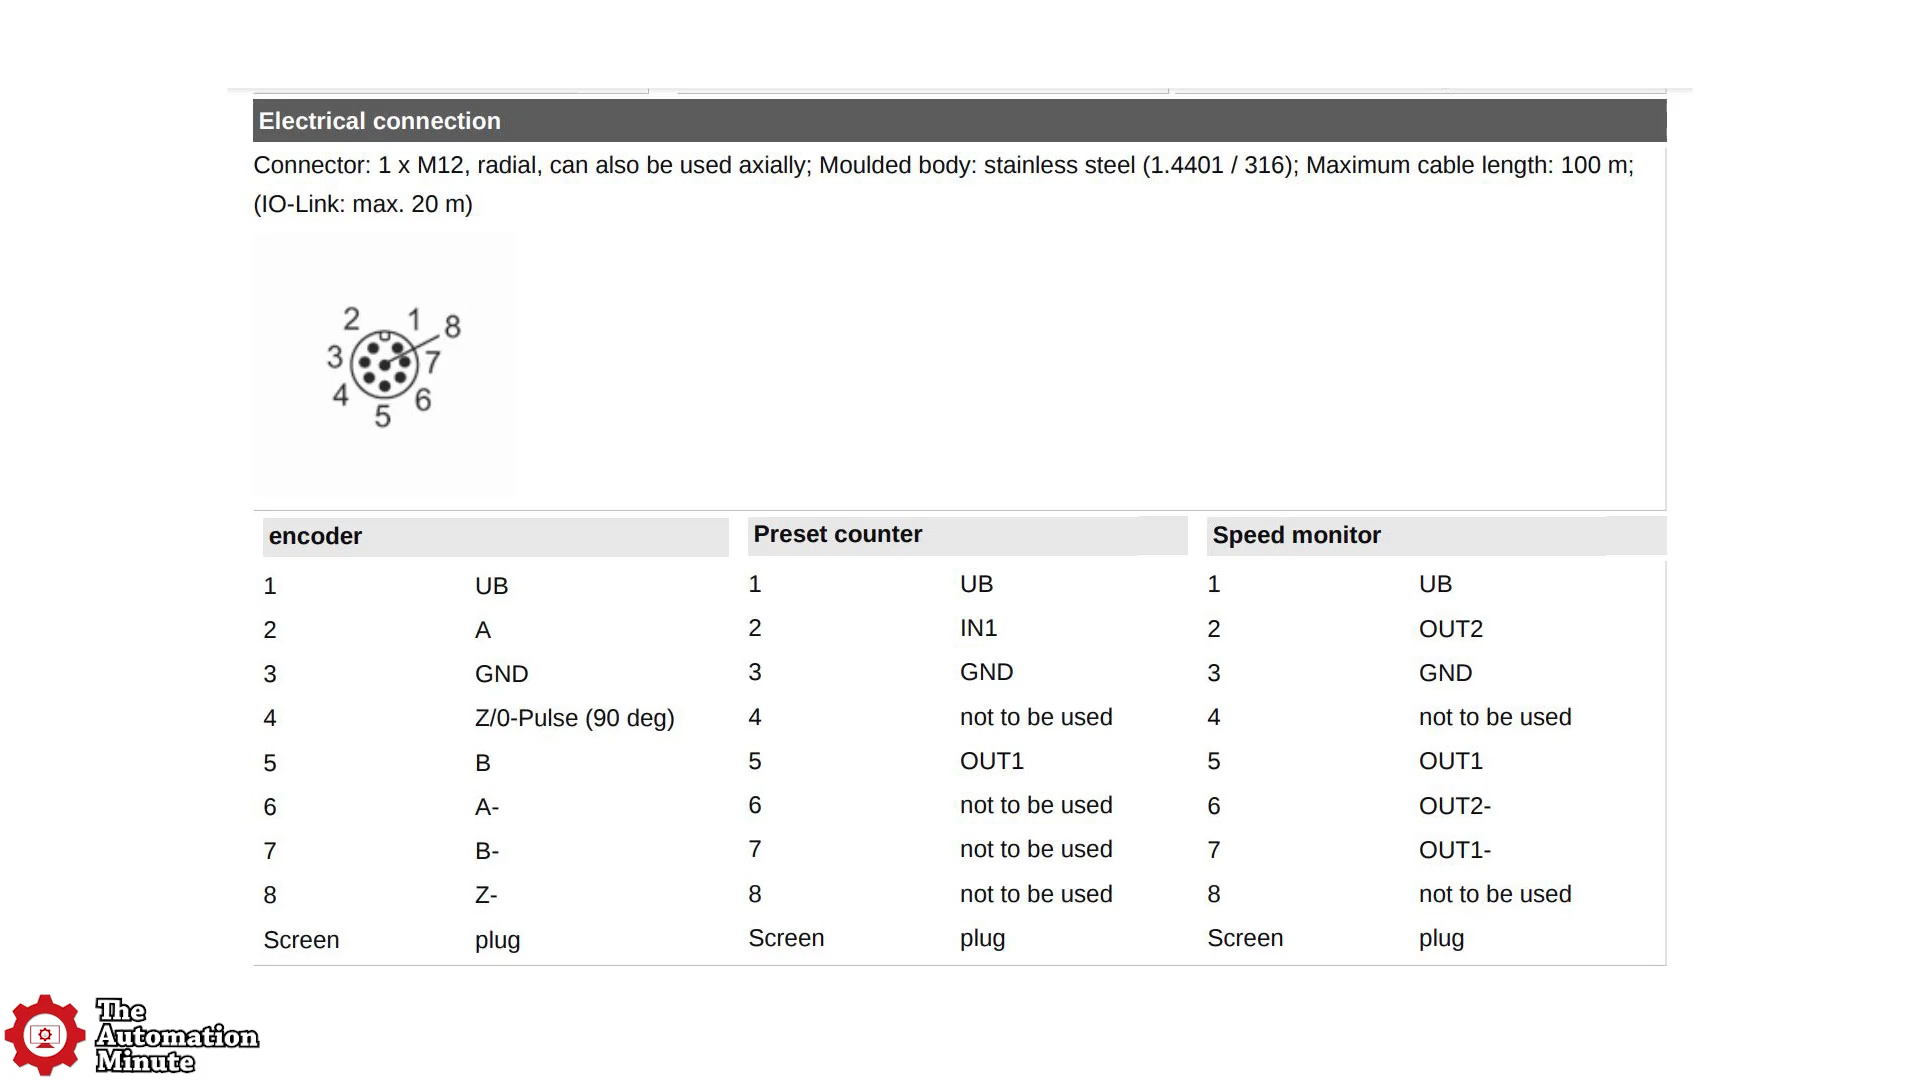 Electrical connection
Connector: 1 x M12, radial, can also be used axially; Moulded body: stainless steel (1.4401 / 316); Maximum cable length: 100 m;
(IO-Link: max. 20 m)
2 1 8
3 7
4 6
5
encoder Preset counter Speed monitor
1 UB 1 UB 1 UB
2 A 2 IN1 2 OUT2
3 GND 3 GND 3 GND
4 Z/0-Pulse (90 deg) 4 not to be used 4 not to be used
5 B 5 OUT1 5 OUT1
6 A- 6 not to be used 6 OUT2-
7 B- 7 not to be used 7 OUT1-
8 Z- 8 not to be used 8 not to be used
Screen plug Screen plug Screen plug
The
Automation
Minute